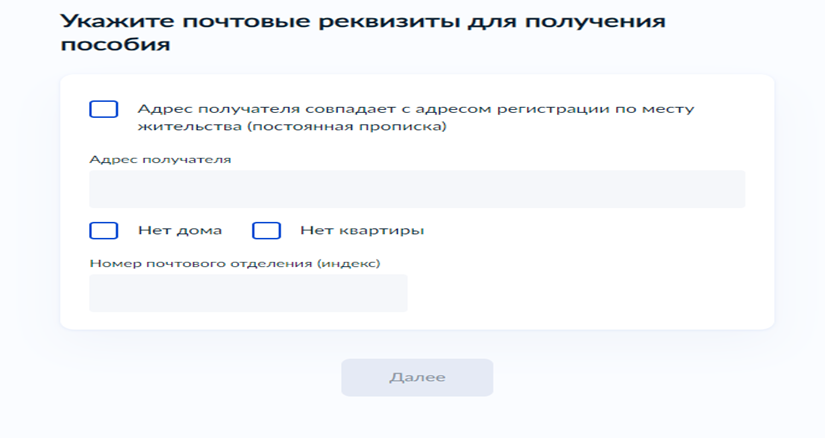 Укажите почтовые реквизиты для получения
пособия
Адрес получателя совпадает с адресом регистрации по месту
жительства (постоянная прописка)
Адрес получателя
Нет дома Нет квартиры
Номер почтового отделения (индекс)
Далее